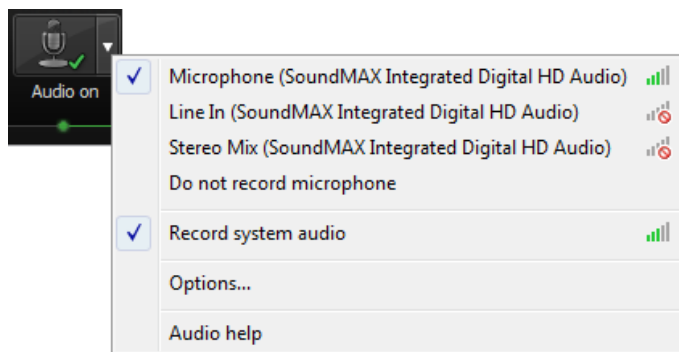 Audio on
Microphone (SoundMAX Integrated Digital HD Audio)
Line In (SoundMAX Integrated Digital HD Audio)
Stereo Mix (SoundMAX Integrated Digital HD Audio)
Do not record microphone
Record system audio
Options...
Audio help